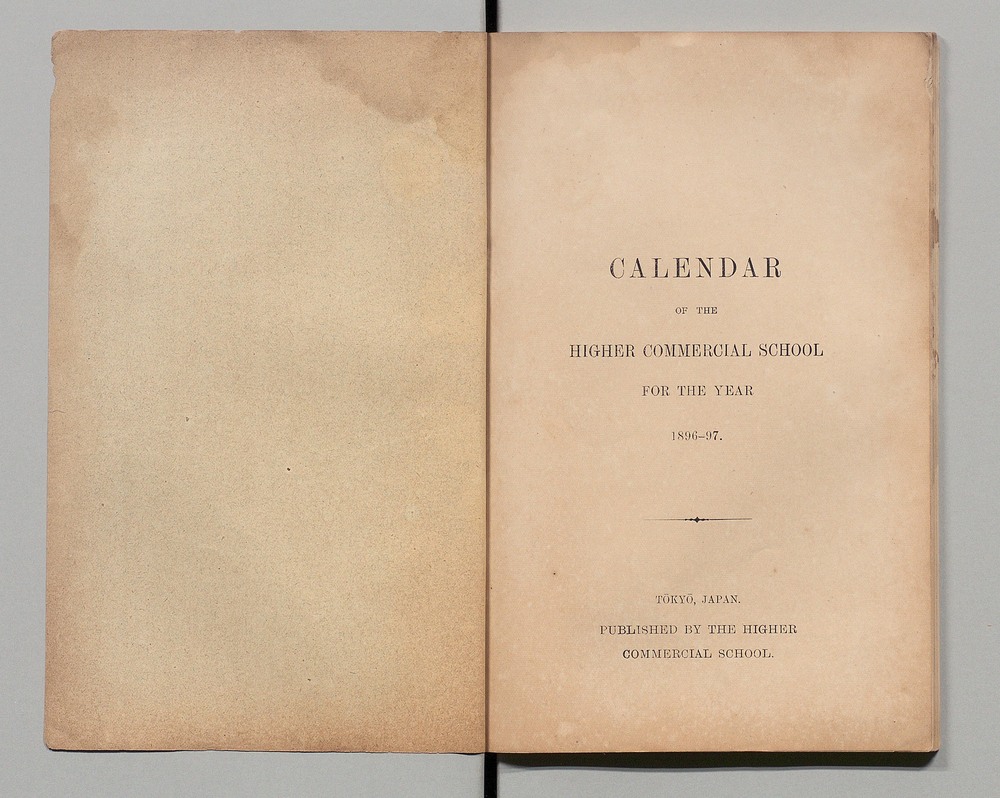 CALENDAR
OF THE
HIGHER COMMERCIAL SCHOOL
FOR THE YEAR
1896–97.
TŌKYŌ, JAPAN.
PUBLISHED BY THE HIGHER
COMMERCIAL SCHOOL.